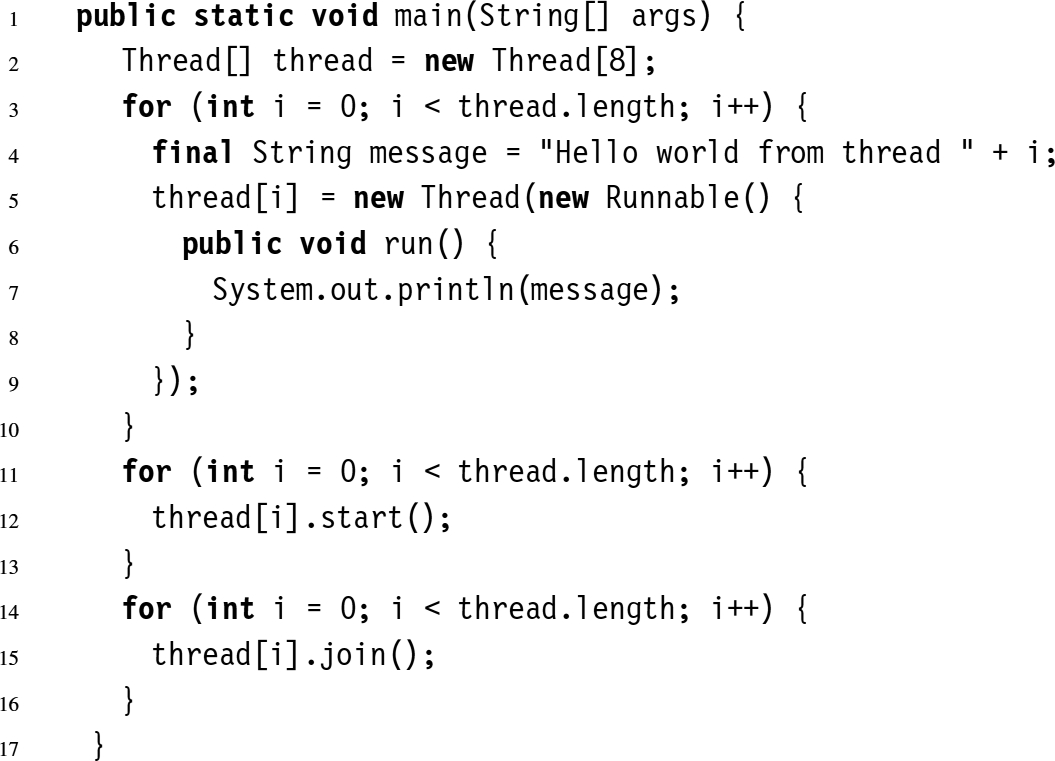 1 public static void main(String[] args) {
2 Thread[] thread = new Thread[8];
3 for (int i = 0; i < thread.length; i++) {
4 final String message = "Hello world from thread " + i;
5 thread[i] = new Thread(new Runnable() {
6 public void run() {
7 System.out.println(message);
8 }
9 });
10 }
11 for (int i = 0; i < thread.length; i++) {
12 thread[i].start();
13 }
14 for (int i = 0; i < thread.length; i++) {
15 thread[i].join();
16 }
17 }